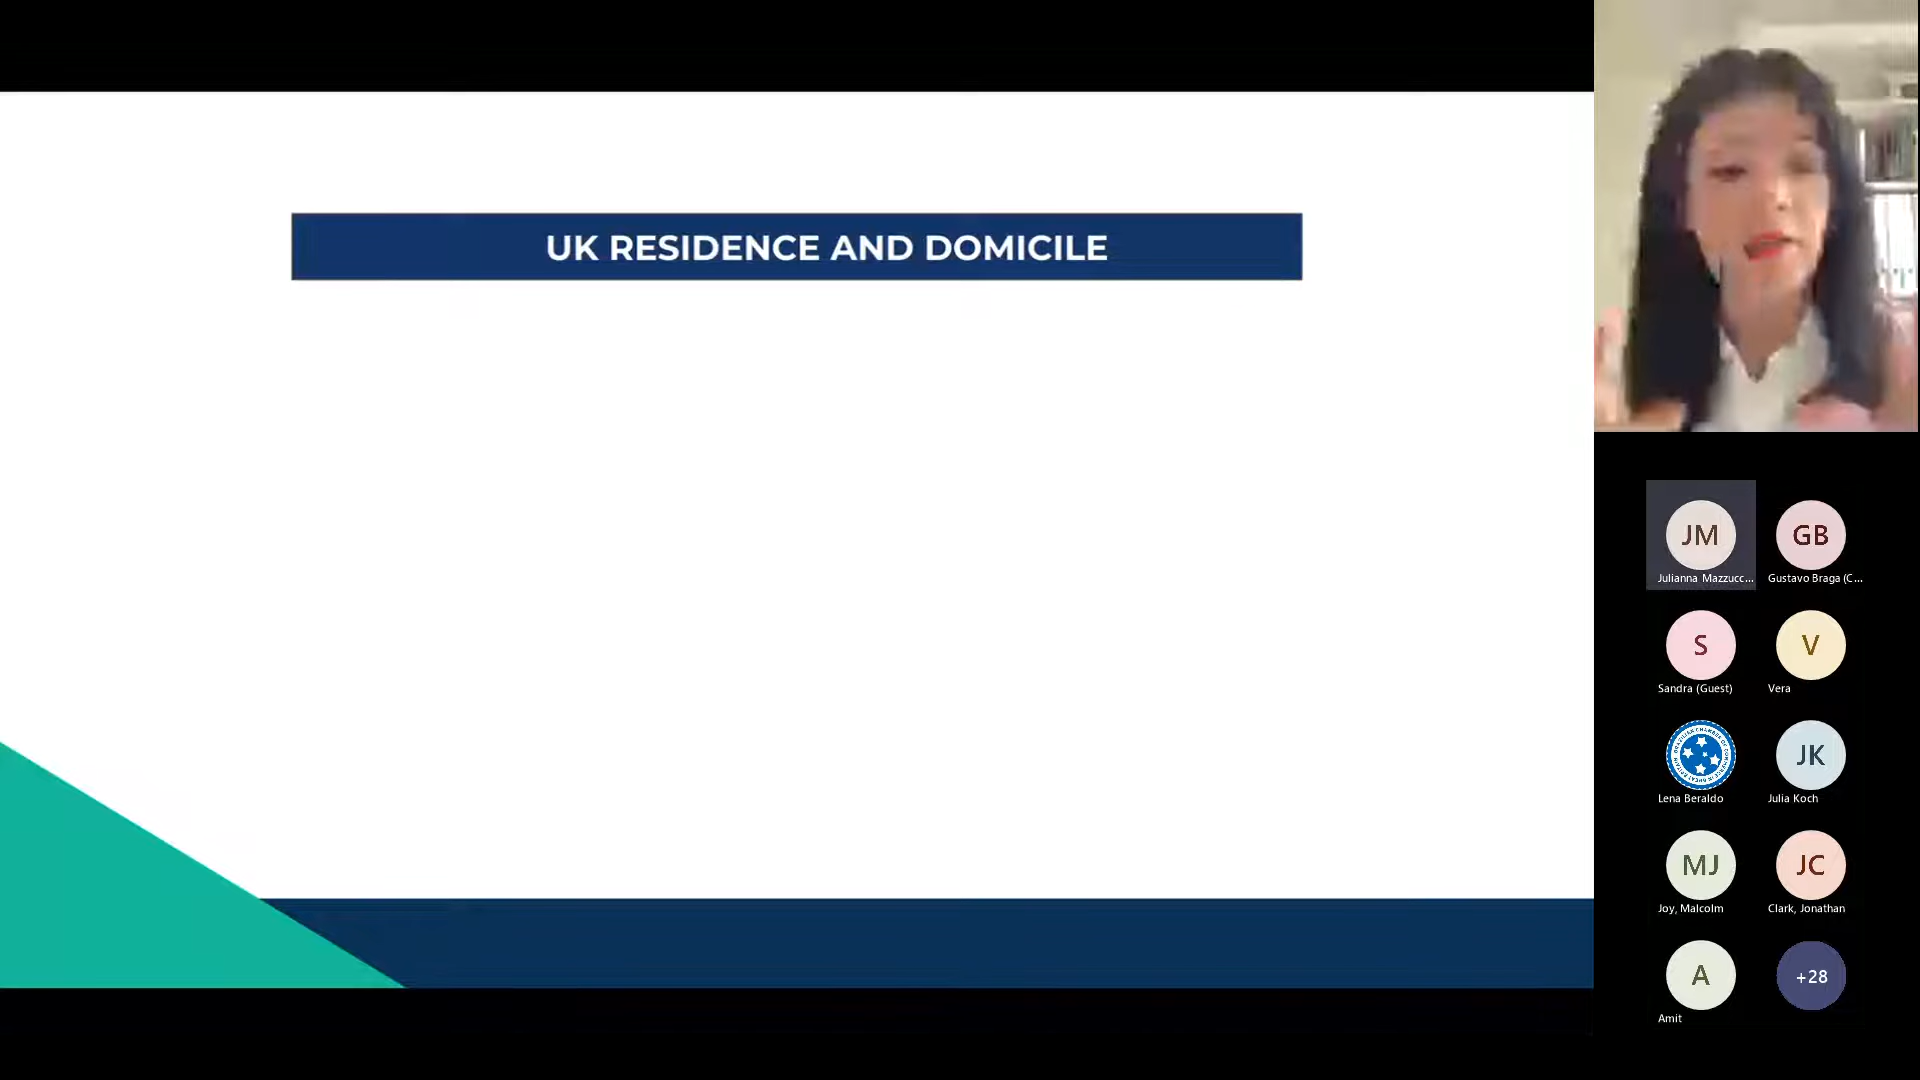 UK RESIDENCE AND DOMICILE
JM
GB
Julianna Mazzucc...
Gustavo Braga (C...
S
V
Sandra (Guest)
Vera
JK
Lena Beraldo
Julia Koch
MJ
JC
Joy, Malcolm
Clark, Jonathan
A
+28
Amit